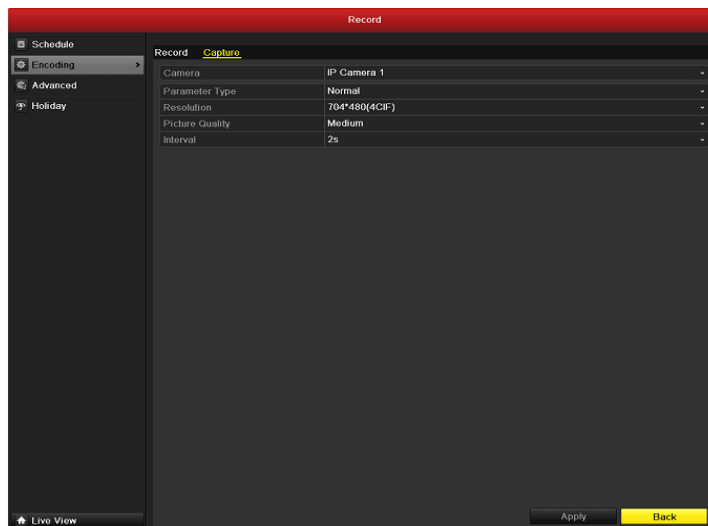 Record
Schedule
Encoding
Advanced
Holiday
Record Capture
Camera IP Camera 1
Parameter Type Normal
Resolution 704*480(4CIF)
Picture Quality Medium
Interval 2s
Live View
Apply Back